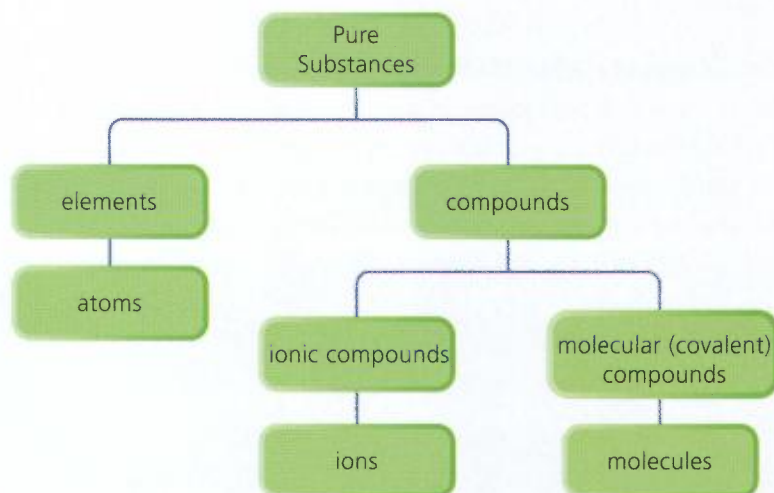 Pure
Substances
elements
compounds
atoms
ionic compounds
molecular (covalent)
compounds
ions
molecules